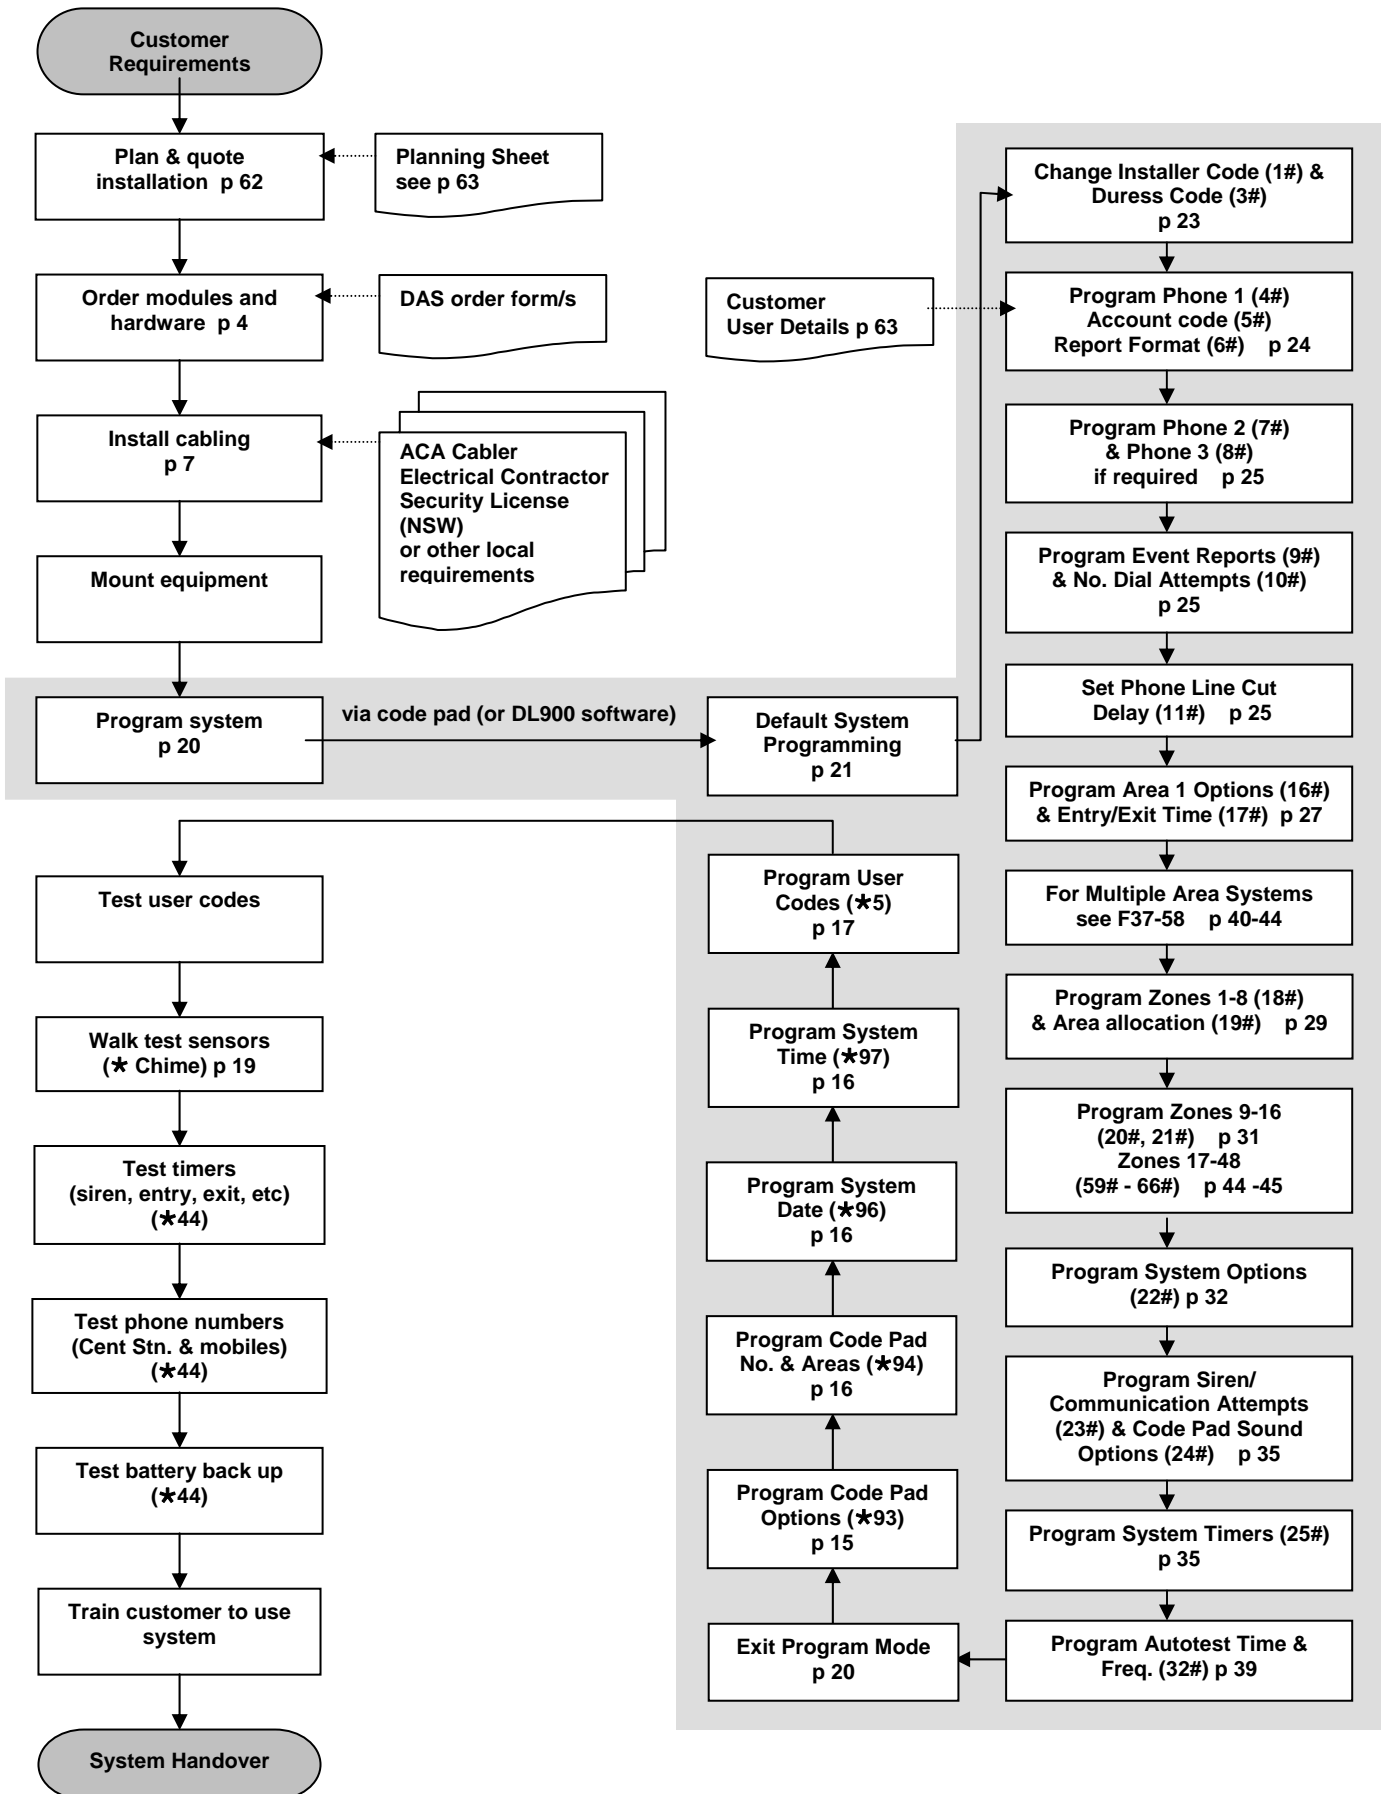 Customer
Requirements
Plan & quote
installation p 62
Planning Sheet
see p 63
Order modules and
hardware p 4
DAS order form/s
Install cabling
p 7
ACA Cabler
Electrical Contractor
Security License
(NSW)
or other local
requirements
Mount equipment
Program system
p 20
via code pad (or DL900 software)
Default System
Programming
p 21
Change Installer Code (1#) &
Duress Code (3#)
p 23
Customer
User Details p 63
Program Phone 1 (4#)
Account code (5#)
Report Format (6#) p 24
Program Phone 2 (7#)
& Phone 3 (8#)
if required p 25
Program Event Reports (9#)
& No. Dial Attempts (10#)
p 25
Set Phone Line Cut
Delay (11#) p 25
Program Area 1 Options (16#)
& Entry/Exit Time (17#) p 27
For Multiple Area Systems
see F37-58 p 40-44
Program Zones 1-8 (18#)
& Area allocation (19#) p 29
Program Zones 9-16
(20#, 21#) p 31
Zones 17-48
(59# - 66#) p 44 -45
Program System Options
(22#) p 32
Program Siren/
Communication Attempts
(23#) & Code Pad Sound
Options (24#) p 35
Program System Timers (25#)
p 35
Program Autotest Time &
Freq. (32#) p 39
Exit Program Mode
p 20
Program Code Pad
Options (★93)
p 15
Program Code Pad
No. & Areas (★94)
p 16
Program System
Date (★96)
p 16
Program System
Time (★97)
p 16
Program User
Codes (★5)
p 17
Test user codes
Walk test sensors
(★ Chime) p 19
Test timers
(siren, entry, exit, etc)
(★44)
Test phone numbers
(Cent Stn. & mobiles)
(★44)
Test battery back up
(★44)
Train customer to use
system
System Handover